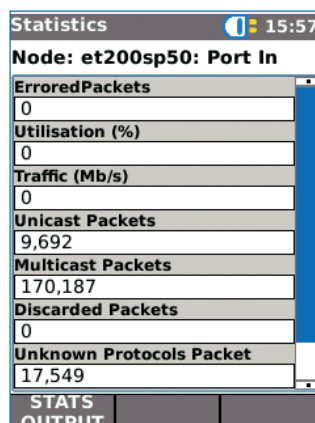 Statistics 15:57
Node: et200sp50: Port In
ErroredPackets
0
Utilisation (%)
0
Traffic (Mb/s)
0
Unicast Packets
9,692
Multicast Packets
170,187
Discarded Packets
0
Unknown Protocols Packet
17,549
STATS
OUTPUT